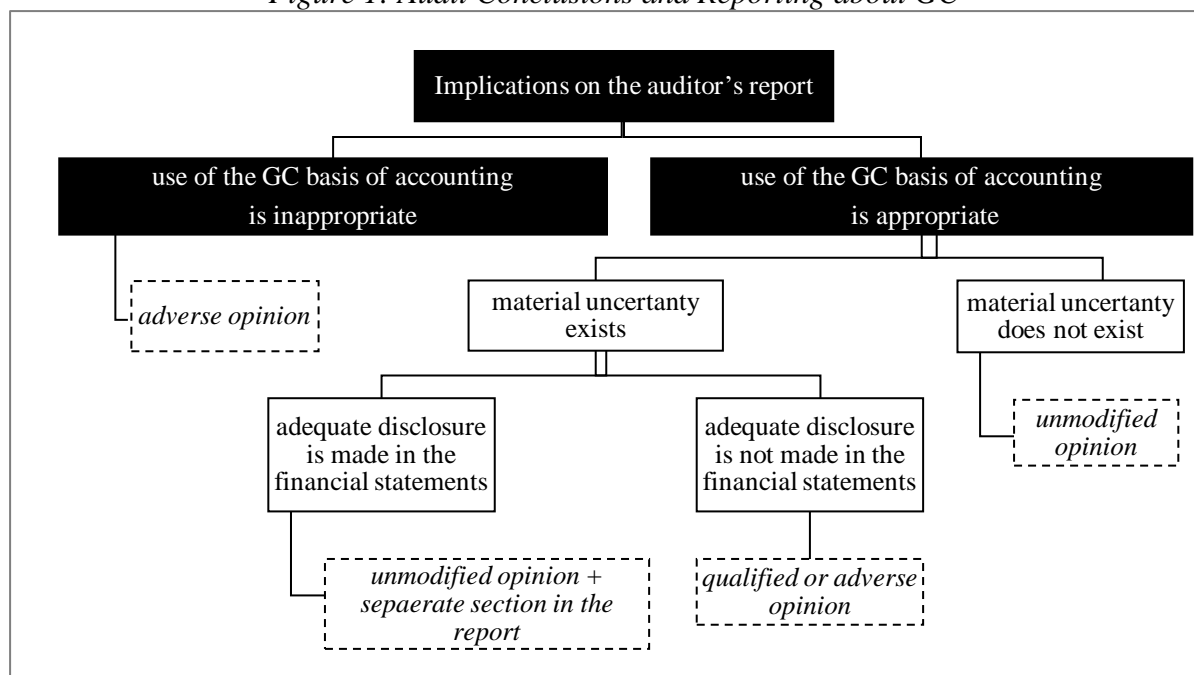 Figure 1: Audit Conclusions and Reporting about GC
Implications on the auditor's report
use of the GC basis of accounting
is inappropriate
use of the GC basis of accounting
is appropriate
adverse opinion
material uncertanty
exists
material uncertainty
does not exist
adequate disclosure
is made in the
financial statements
adequate disclosure
is not made in the
financial statements
unmodified
opinion
unmodified opinion +
sepaerate section in the
report
qualified or adverse
opinion